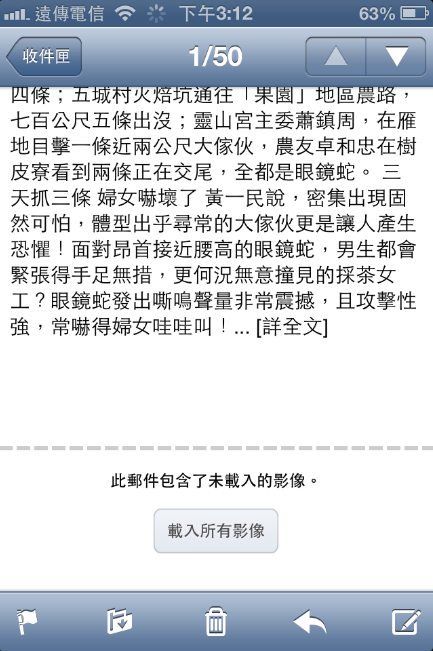 遠傳電信 下午3:12 63%
收件匣 1/50
四條；五城村火焙坑通往「果園」地區農路，
七百公尺五條出沒；靈山宮主委蕭鎮周，在雁
地目擊一條近兩公尺大傢伙，農友卓和忠在樹
皮寮看到兩條正在交尾，全都是眼鏡蛇。 三
天抓三條 婦女嚇壞了 黃一民說，密集出現固
然可怕，體型出乎尋常的大傢伙更是讓人產生
恐懼！面對昂首接近腰高的眼鏡蛇，男生都會
緊張得手足無措，更何況無意撞見的採茶女
工？眼鏡蛇發出嘶鳴聲量非常震撼，且攻擊性
強，常嚇得婦女哇哇叫！... [詳全文]
此郵件包含了未載入的影像。
載入所有影像